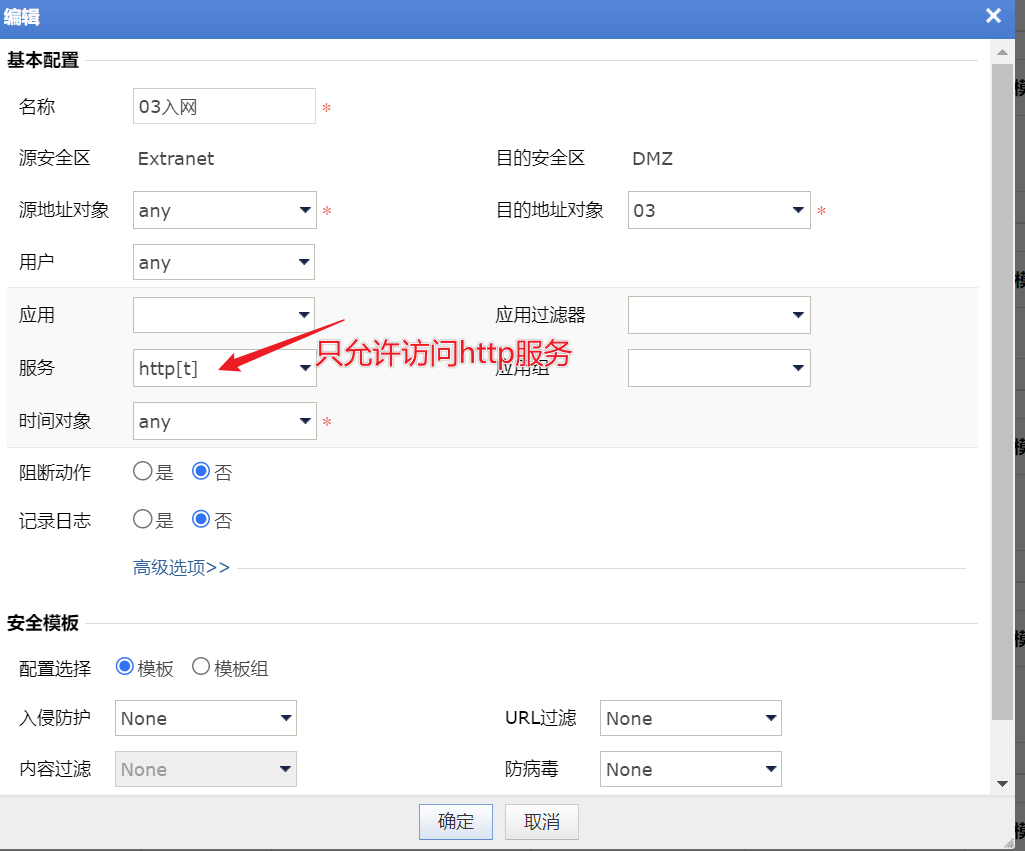 编辑
基本配置
名称 03入网 *
源安全区 Extranet 目的安全区 DMZ
源地址对象 any * 目的地址对象 03 *
用户 any
应用 应用过滤器
只允许访问http服务
服务 http[t] 应用组
时间对象 any *
阻断动作 是 否
记录日志 是 否
高级选项>>
安全模板
配置选择 模板 模板组
入侵防护 None URL过滤 None
内容过滤 None 防病毒 None
确定 取消